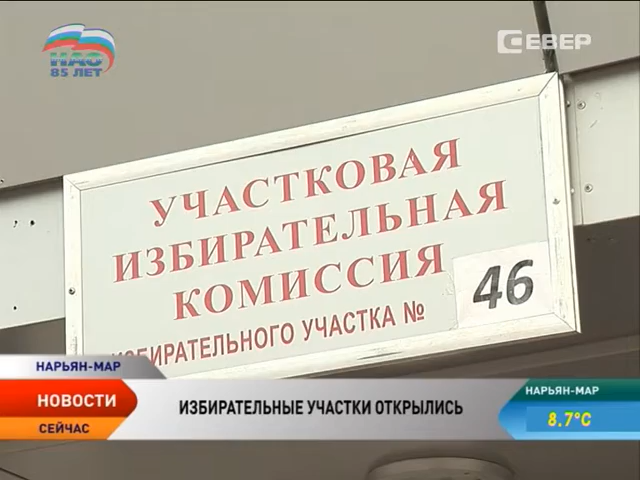 НАО
85 ЛЕТ
СЕВЕР
УЧАСТКОВАЯ
ИЗБИРАТЕЛЬНАЯ
КОМИССИЯ
ИЗБИРАТЕЛЬНОГО УЧАСТКА № 46
НАРЬЯН-МАР
НОВОСТИ
СЕЙЧАС
ИЗБИРАТЕЛЬНЫЕ УЧАСТКИ ОТКРЫЛИСЬ
НАРЬЯН-МАР
8.7°C